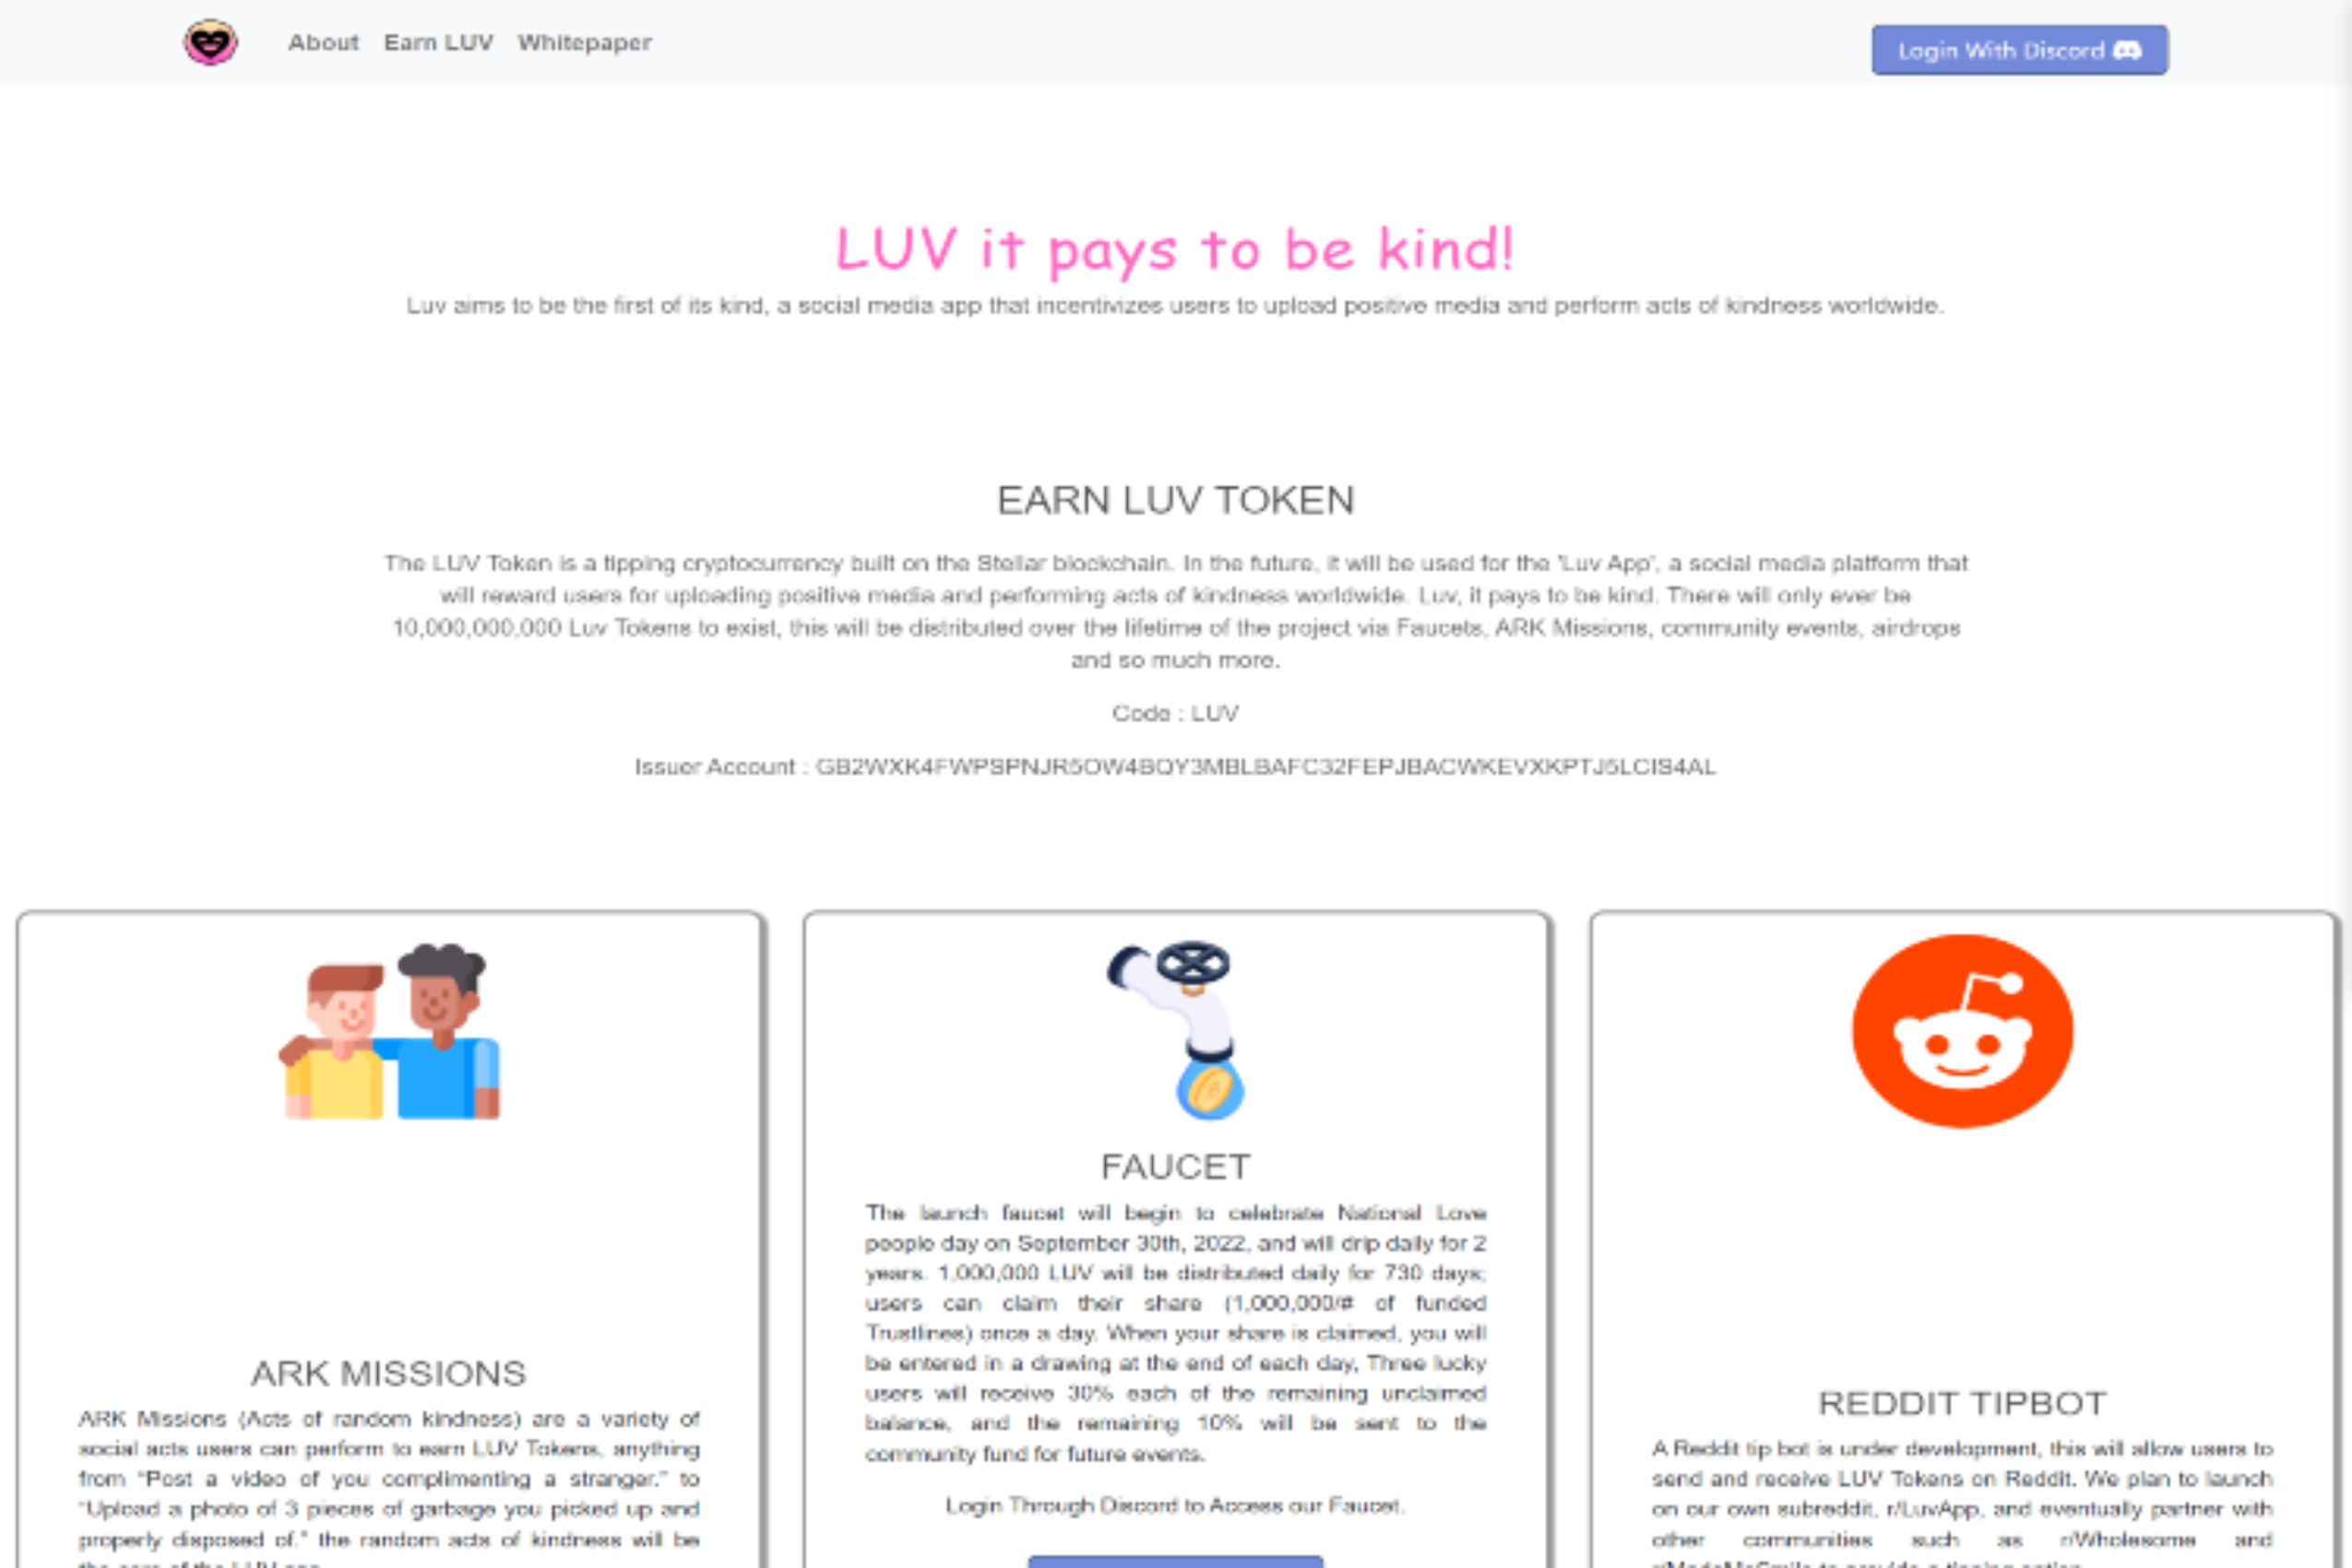 About Earn LUV Whitepaper
Login With Discord
LUV it pays to be kind!
Luv aims to be the first of its kind, a social media app that incentivizes users to upload positive media and perform acts of kindness worldwide.
EARN LUV TOKEN
The LUV Token is a tipping cryptocurrency built on the Stellar blockchain. In the future, it will be used for the 'Luv App', a social media platform that
will reward users for uploading positive media and performing acts of kindness worldwide. Luv, it pays to be kind. There will only ever be
10,000,000,000 Luv Tokens to exist, this will be distributed over the lifetime of the project via Faucets, ARK Missions, community events, airdrops
and so much more.
Code : LUV
Issuer Account :
ARK MISSIONS
ARK Missions (Acts of random kindness) are a variety of
social acts users can perform to earn LUV Tokens, anything
from "Post a video of you complimenting a stranger." to
"Upload a photo of 3 pieces of garbage you picked up and
properly disposed of." the random acts of kindness will be
FAUCET
The launch faucet will begin to celebrate National Love
people day on September 30th, 2022, and will drip daily for 2
years. 1,000,000 LUV will be distributed daily for 730 days;
users can claim their share (1,000,000/# of funded
Trustlines) once a day. When your share is claimed, you will
be entered in a drawing at the end of each day, Three lucky
users will receive 30% each of the remaining unclaimed
balance, and the remaining 10% will be sent to the
community fund for future events.
Login Through Discord to Access our Faucet.
REDDIT TIPBOT
A Reddit tip bot is under development, this will allow users to
send and receive LUV Tokens on Reddit. We plan to launch
on our own subreddit, r/LuvApp, and eventually partner with
other communities such as r/Wholesome and